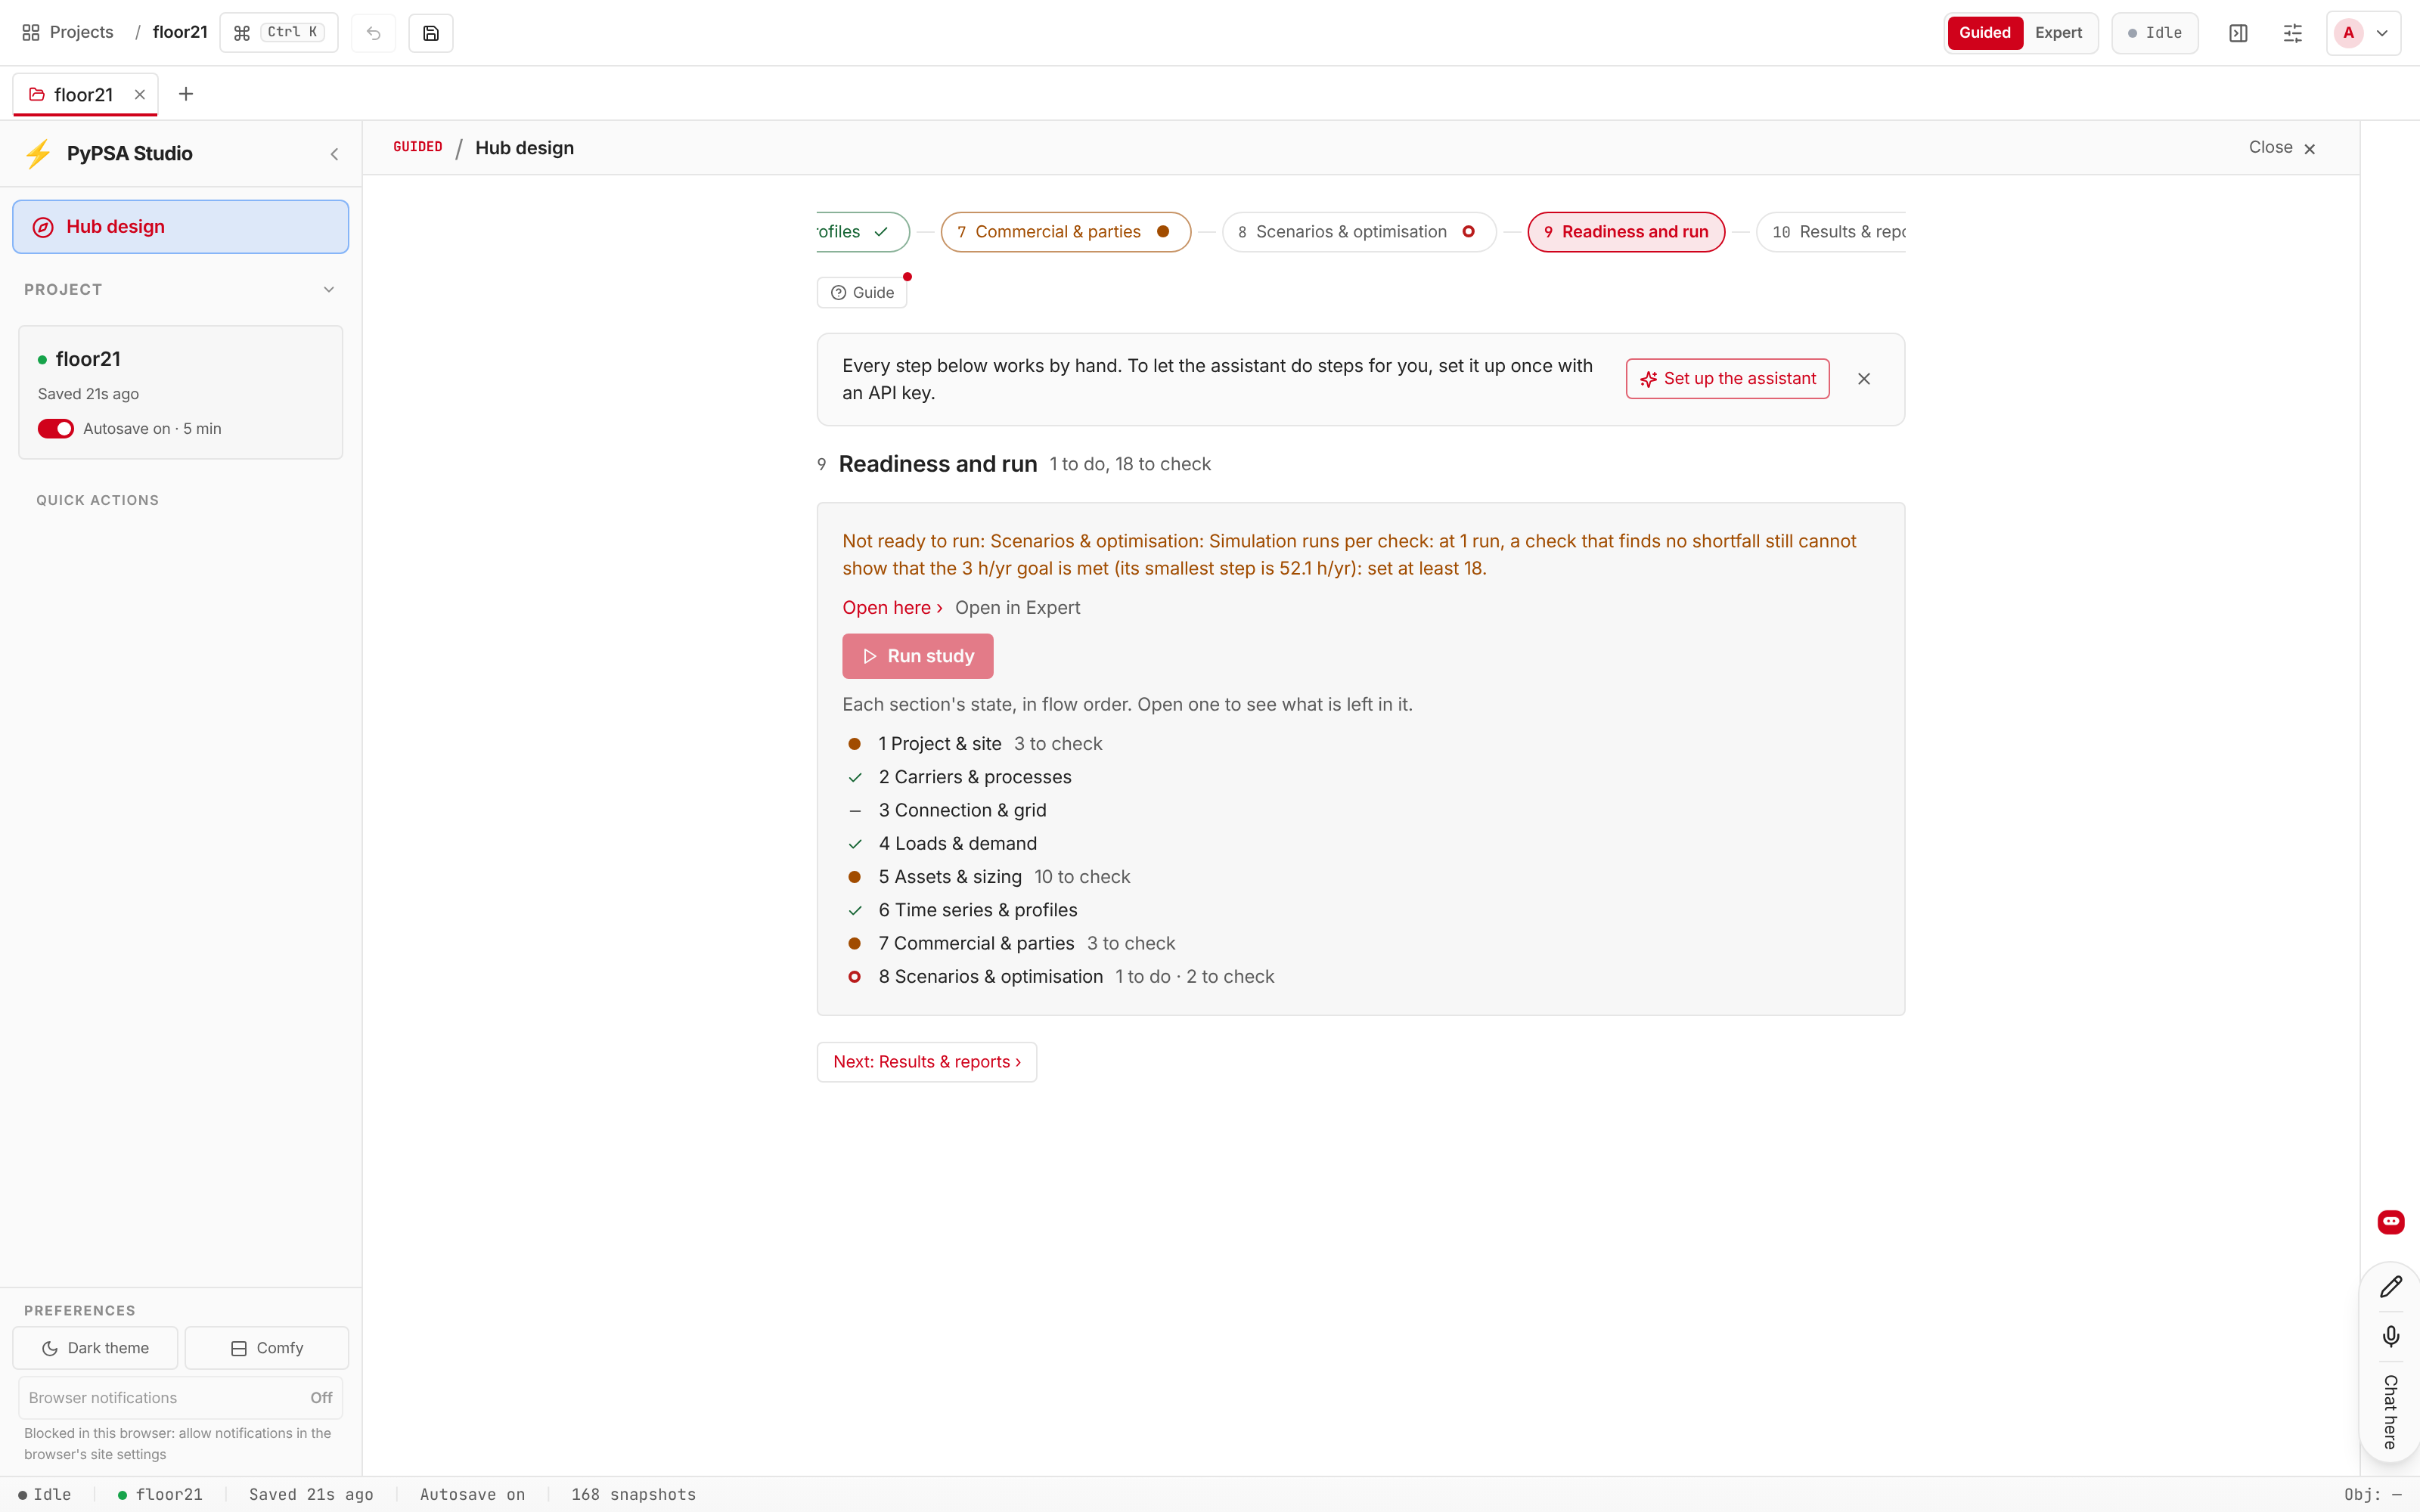 Projects / floor21 ⌘ Ctrl K
Guided Expert Idle A
floor21
PyPSA Studio
GUIDED / Hub design
Close
Hub design
PROJECT
floor21
Saved 21s ago
Autosave on · 5 min
QUICK ACTIONS
ofiles
7 Commercial & parties
8 Scenarios & optimisation
9 Readiness and run
10 Results & repo
Guide
Every step below works by hand. To let the assistant do steps for you, set it up once with
an API key.
Set up the assistant
9 Readiness and run 1 to do, 18 to check
Not ready to run: Scenarios & optimisation: Simulation runs per check: at 1 run, a check that finds no shortfall still cannot
show that the 3 h/yr goal is met (its smallest step is 52.1 h/yr): set at least 18.
Open here › Open in Expert
Run study
Each section's state, in flow order. Open one to see what is left in it.
1 Project & site 3 to check
2 Carriers & processes
3 Connection & grid
4 Loads & demand
5 Assets & sizing 10 to check
6 Time series & profiles
7 Commercial & parties 3 to check
8 Scenarios & optimisation 1 to do · 2 to check
Next: Results & reports ›
PREFERENCES
Dark theme
Comfy
Browser notifications Off
Blocked in this browser: allow notifications in the
browser's site settings
Chat here
Idle floor21 Saved 21s ago Autosave on 168 snapshots
Obj: —